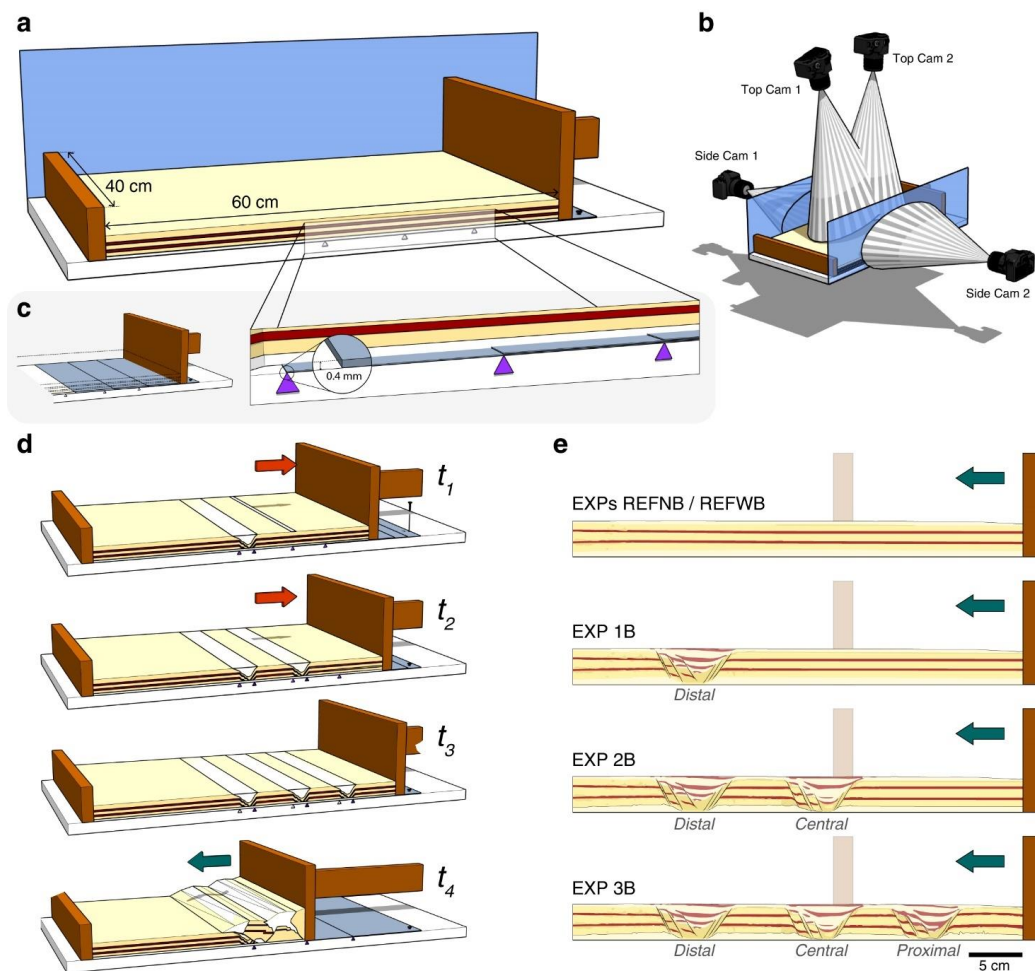 a
40 cm
60 cm
b
Top Cam 1
Top Cam 2
Side Cam 1
Side Cam 2
c
0.4 mm
d
t1
t2
t3
t4
e
EXPs REFNB / REFWB
EXP 1B
Distal
EXP 2B
Distal
Central
EXP 3B
Distal
Central
Proximal
5 cm